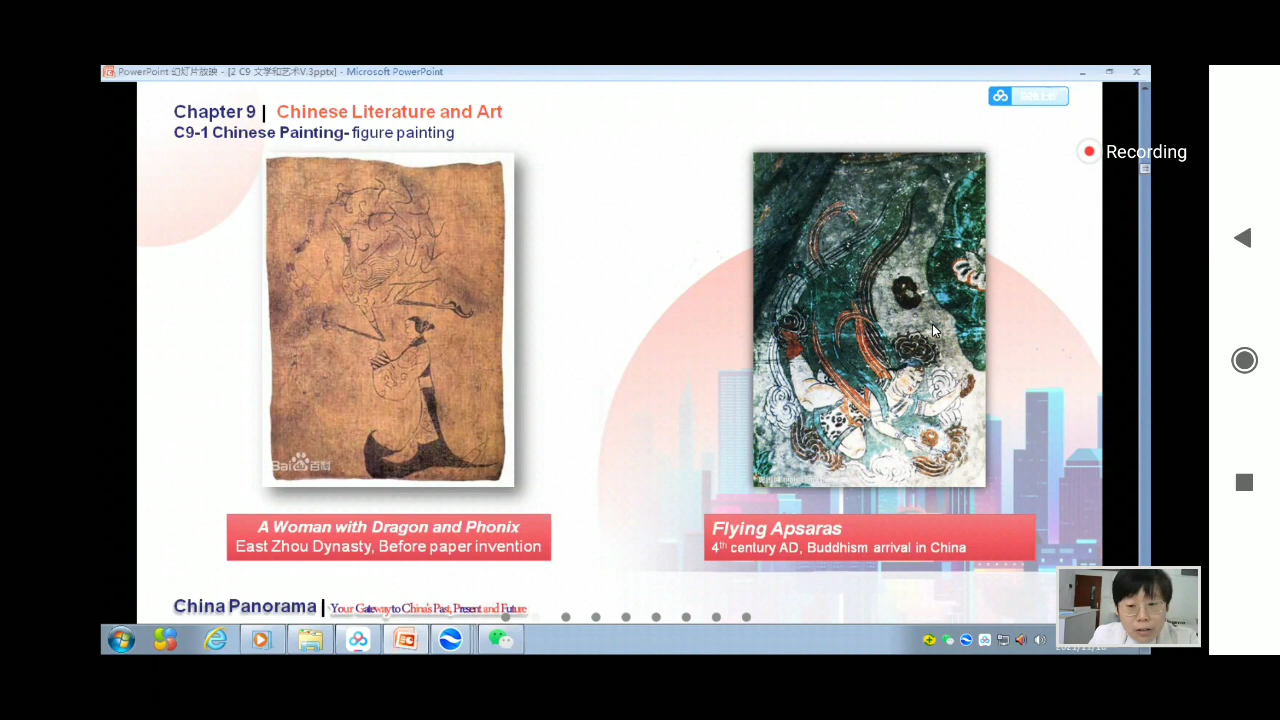 PowerPoint 幻灯片放映 - [2 C9 文学和艺术V.3pptx] - Microsoft PowerPoint
Chapter 9 | Chinese Literature and Art
C9-1 Chinese Painting- figure painting
Recording
Bai 百科
A Woman with Dragon and Phonix
East Zhou Dynasty, Before paper invention
Flying Apsaras
4th century AD, Buddhism arrival in China
China Panorama | Your Gateway to China's Past, Present and Future